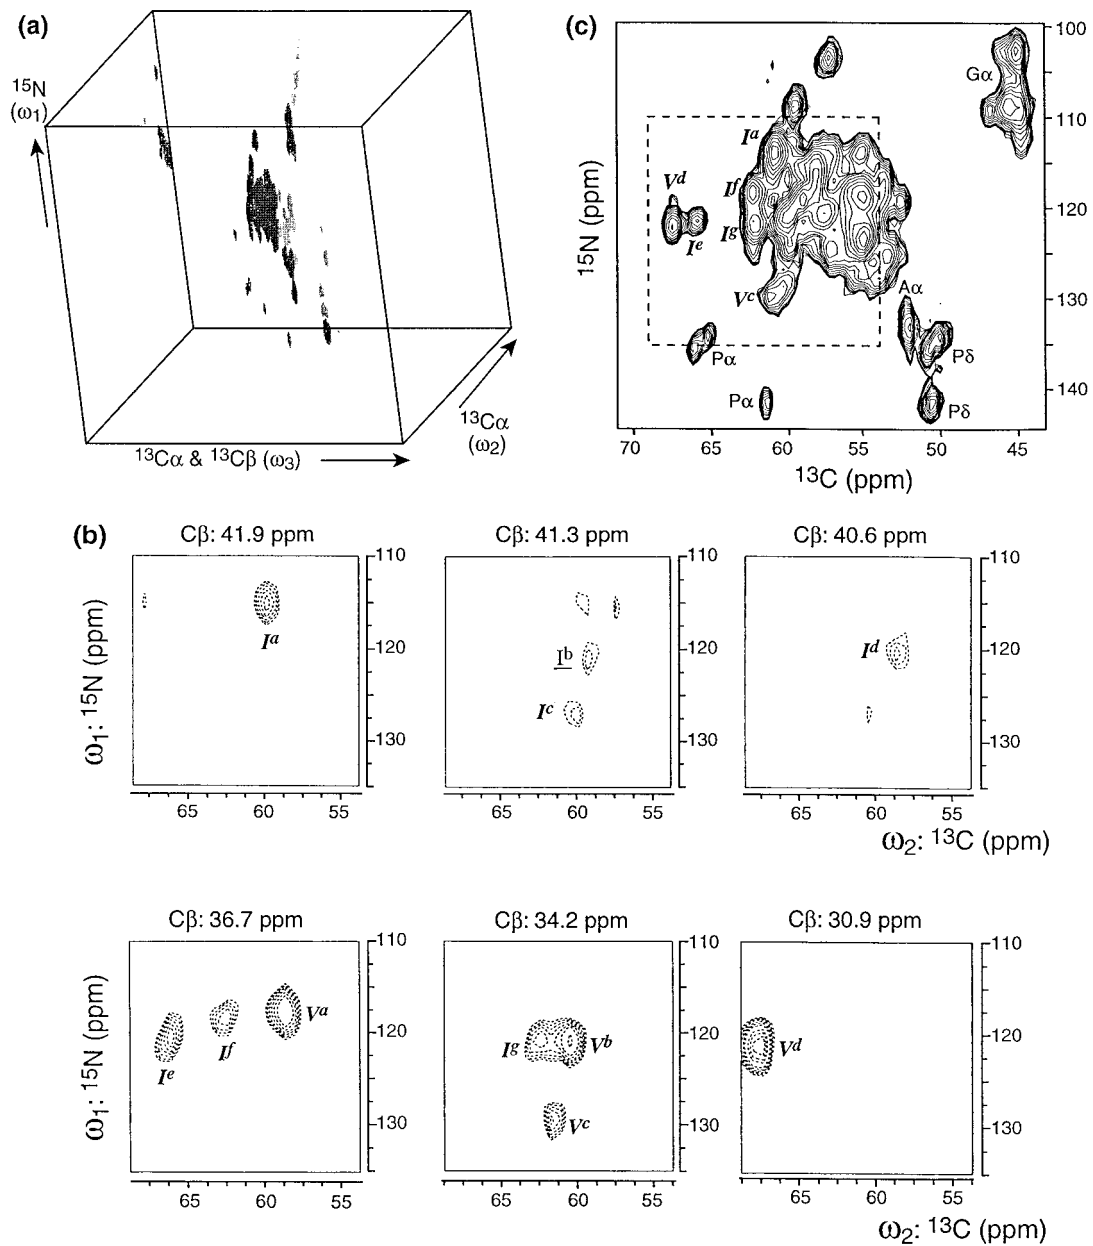 (a)
15N
(ω1)
13Cα & 13Cβ (ω3)
13Cα
(ω2)
(c)
100
110
120
130
140
15N (ppm)
Gα
Ia
Vd
If
Ig
Ie
Vc
Aα
Pα
Pδ
Pα
Pδ
70
65
60
55
50
45
13C (ppm)
(b)
Cβ: 41.9 ppm
Cβ: 41.3 ppm
Cβ: 40.6 ppm
ω1: 15N (ppm)
Ia
110
120
130
65
60
55
Ib
Ic
110
120
130
65
60
55
Id
110
120
130
65
60
55
ω2: 13C (ppm)
Cβ: 36.7 ppm
Cβ: 34.2 ppm
Cβ: 30.9 ppm
ω1: 15N (ppm)
Ie
If
Va
110
120
130
65
60
55
Ig
Vb
Vc
110
120
130
65
60
55
Vd
110
120
130
65
60
55
ω2: 13C (ppm)